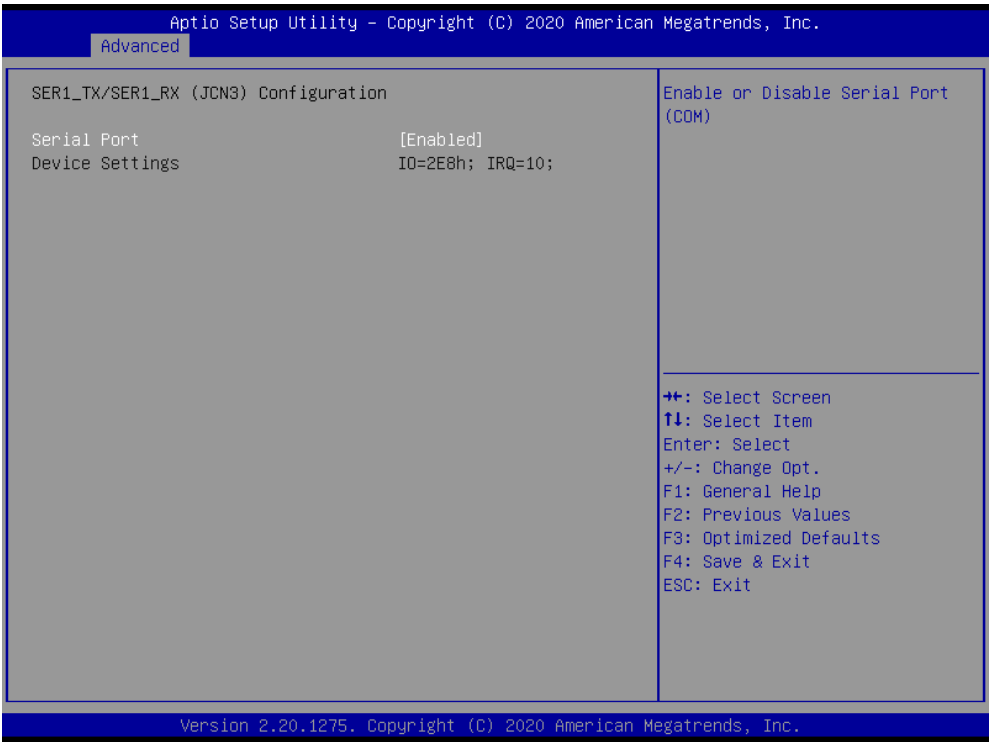 Aptio Setup Utility – Copyright (C) 2020 American Megatrends, Inc.
Advanced
SER1_TX/SER1_RX (JCN3) Configuration
Serial Port [Enabled]
Device Settings IO=2E8h; IRQ=10;
Enable or Disable Serial Port
(COM)
→←: Select Screen
↑↓: Select Item
Enter: Select
+/-: Change Opt.
F1: General Help
F2: Previous Values
F3: Optimized Defaults
F4: Save & Exit
ESC: Exit
Version 2.20.1275. Copyright (C) 2020 American Megatrends, Inc.